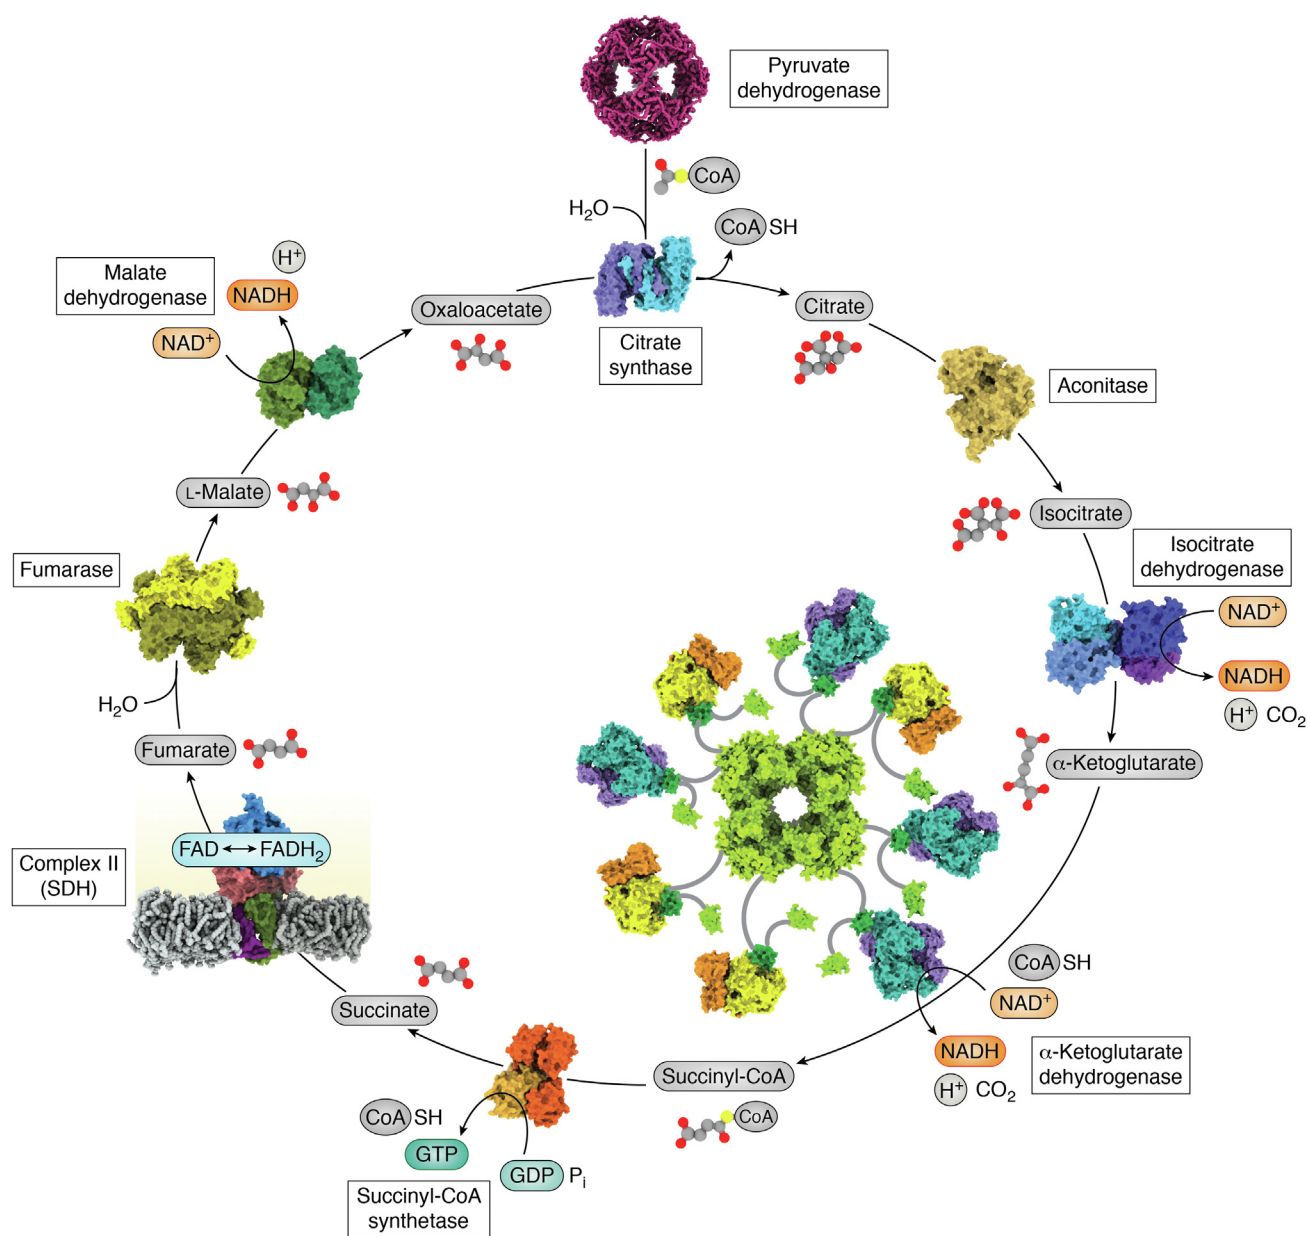 Pyruvate
dehydrogenase
CoA
H₂O
CoA SH
Citrate
synthase
Citrate
Aconitase
Isocitrate
Isocitrate
dehydrogenase
NAD⁺
NADH
H⁺ CO₂
α-Ketoglutarate
CoA SH
NAD⁺
NADH
H⁺ CO₂
α-Ketoglutarate
dehydrogenase
Succinyl-CoA
CoA
CoA SH
GTP
GDP Pᵢ
Succinyl-CoA
synthetase
Succinate
Complex II
(SDH)
FAD ↔ FADH₂
Fumarate
H₂O
Fumarase
L-Malate
Malate
dehydrogenase
NAD⁺
NADH
H⁺
Oxaloacetate